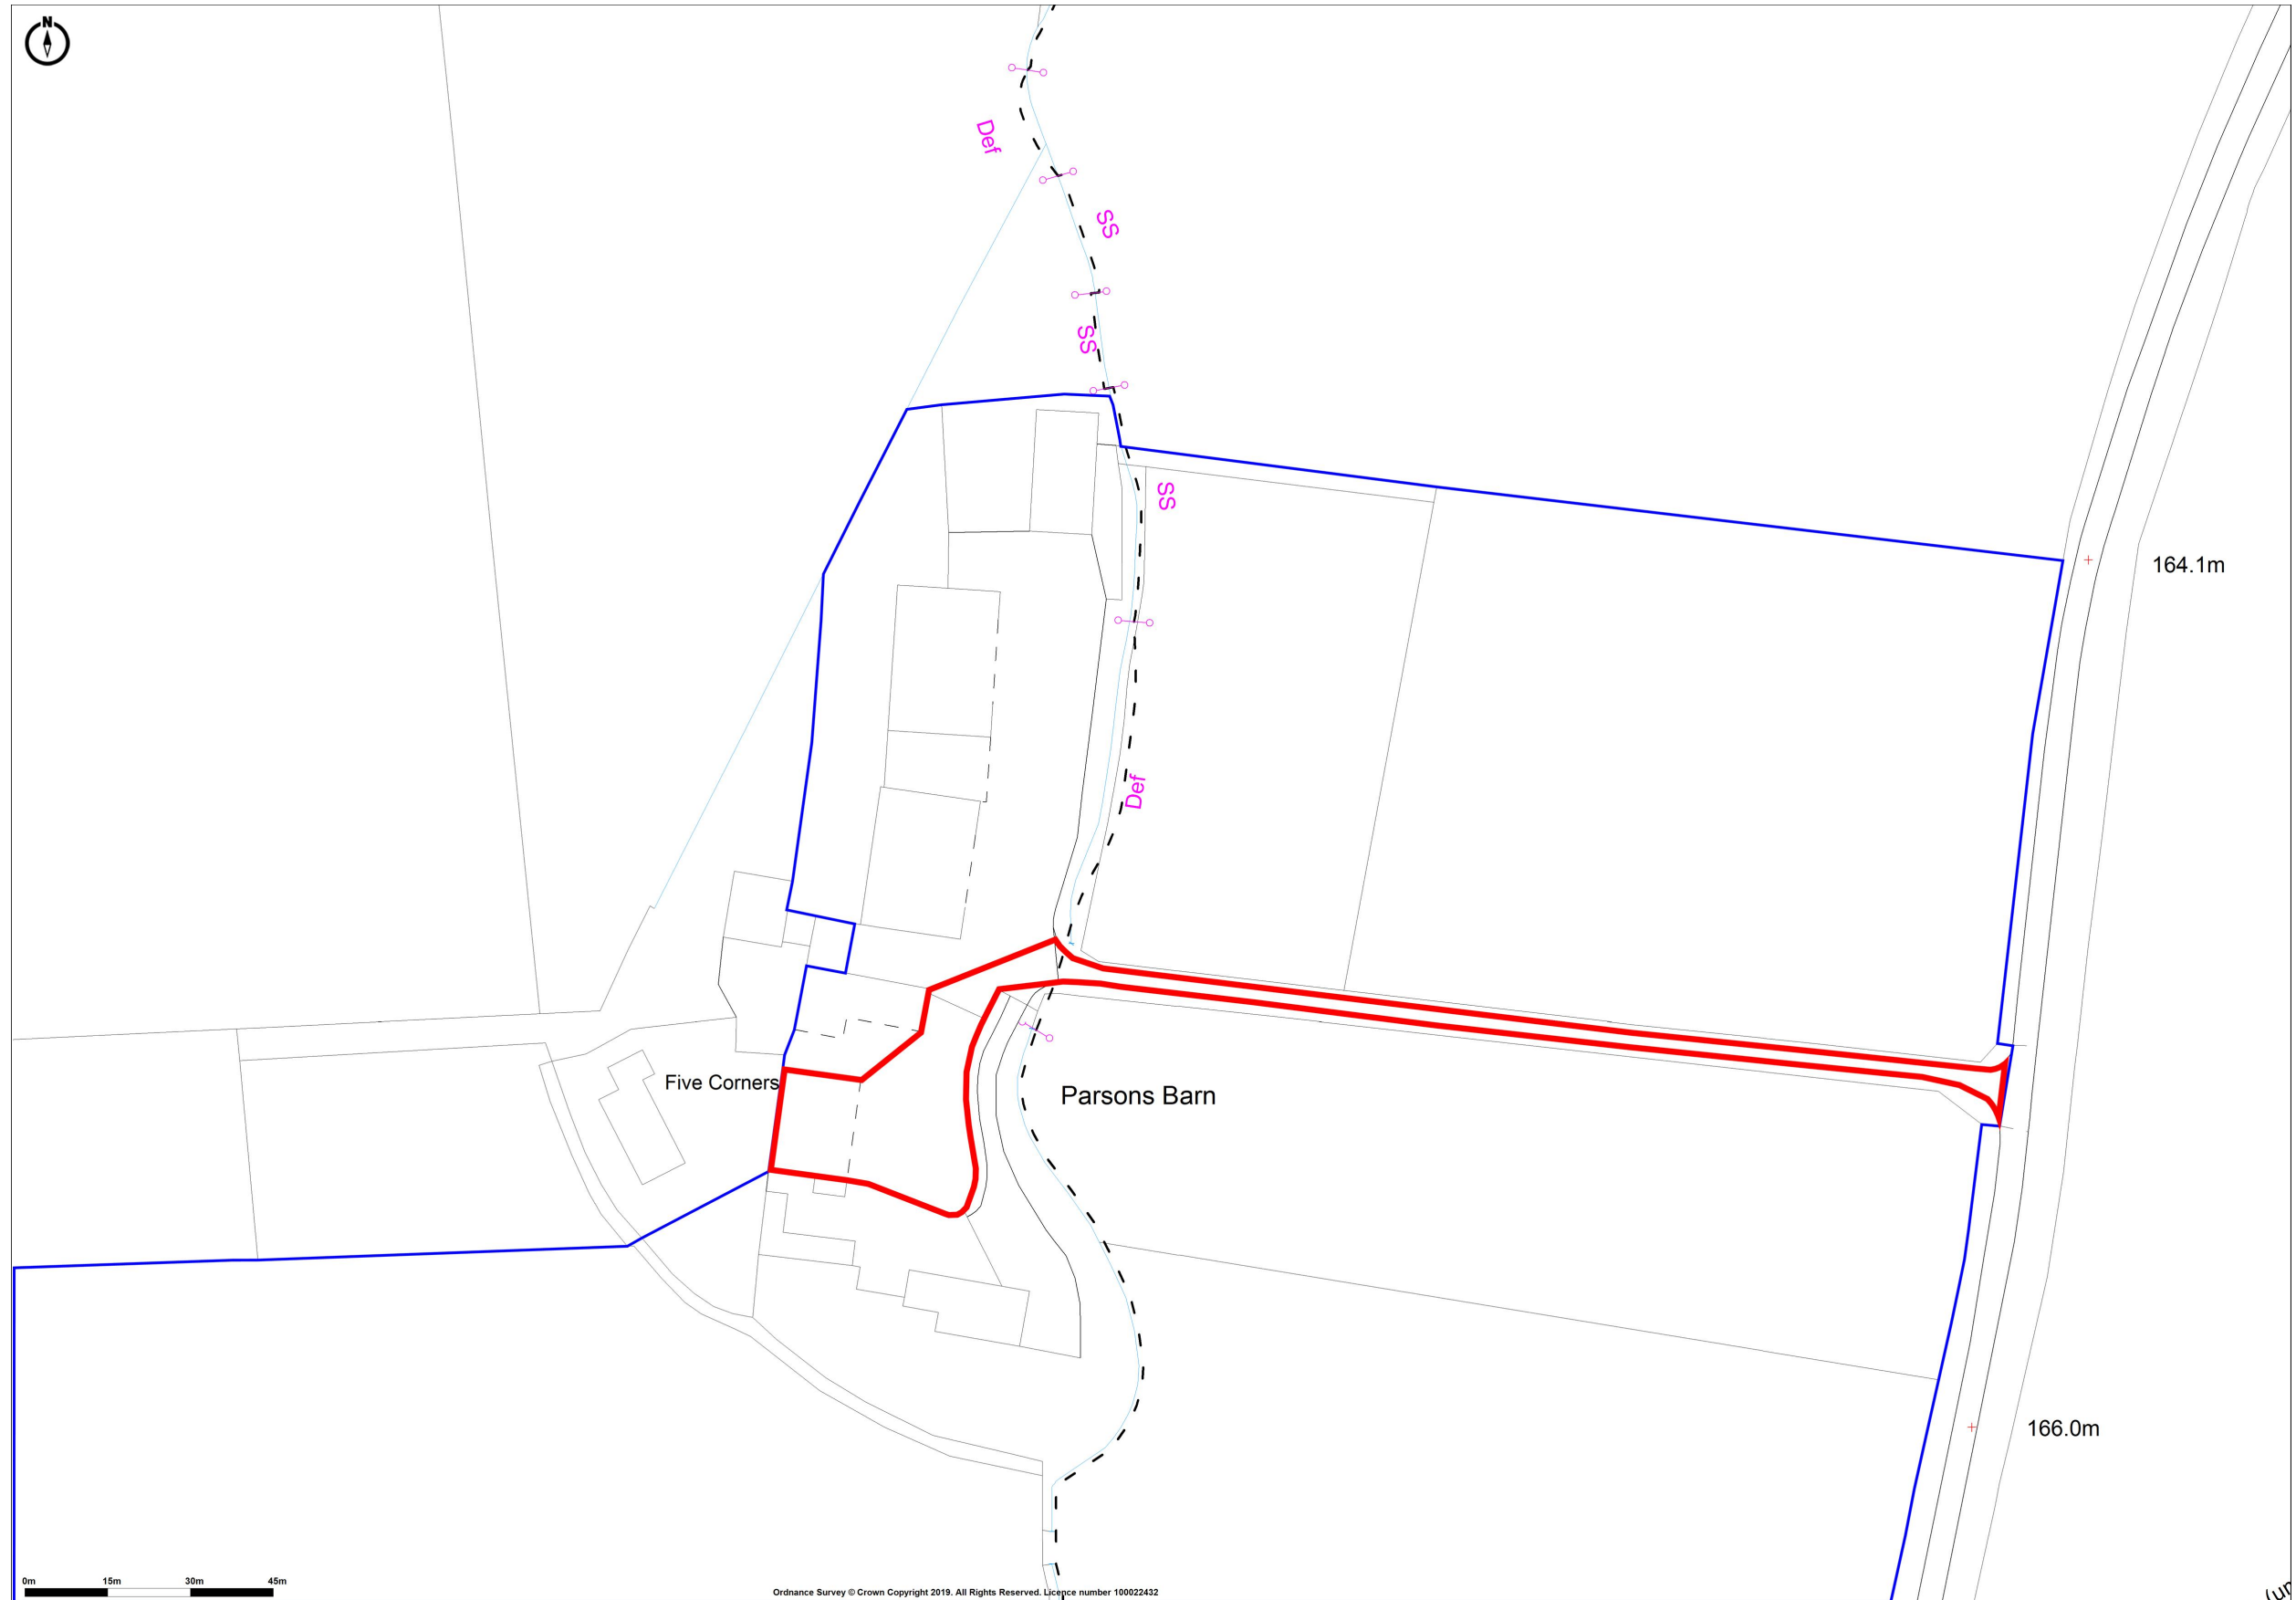 N
Def
SS
SS
SS
164.1m
Def
Five Corners
Parsons Barn
166.0m
0m 15m 30m 45m
Ordnance Survey © Crown Copyright 2019. All Rights Reserved. Licence number 100022432